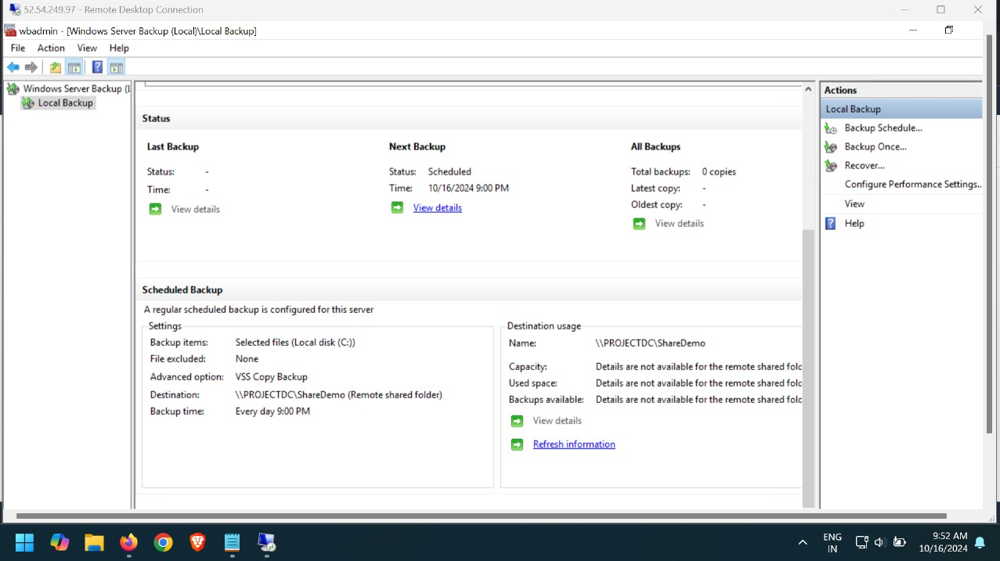 52.54.249.97 - Remote Desktop Connection
wbadmin - [Windows Server Backup (Local)\Local Backup]
File Action View Help
Windows Server Backup (L
Local Backup
Status
Last Backup
Status: -
Time: -
View details
Next Backup
Status: Scheduled
Time: 10/16/2024 9:00 PM
View details
All Backups
Total backups: 0 copies
Latest copy: -
Oldest copy: -
View details
Scheduled Backup
A regular scheduled backup is configured for this server
Settings
Backup items: Selected files (Local disk (C:))
File excluded: None
Advanced option: VSS Copy Backup
Destination: \\PROJECTDC\ShareDemo (Remote shared folder)
Backup time: Every day 9:00 PM
Destination usage
Name: \\PROJECTDC\ShareDemo
Capacity: Details are not available for the remote shared fold
Used space: Details are not available for the remote shared fold
Backups available: Details are not available for the remote shared fold
View details
Refresh information
Actions
Local Backup
Backup Schedule...
Backup Once...
Recover...
Configure Performance Settings...
View
Help
ENG
IN
9:52 AM
10/16/2024